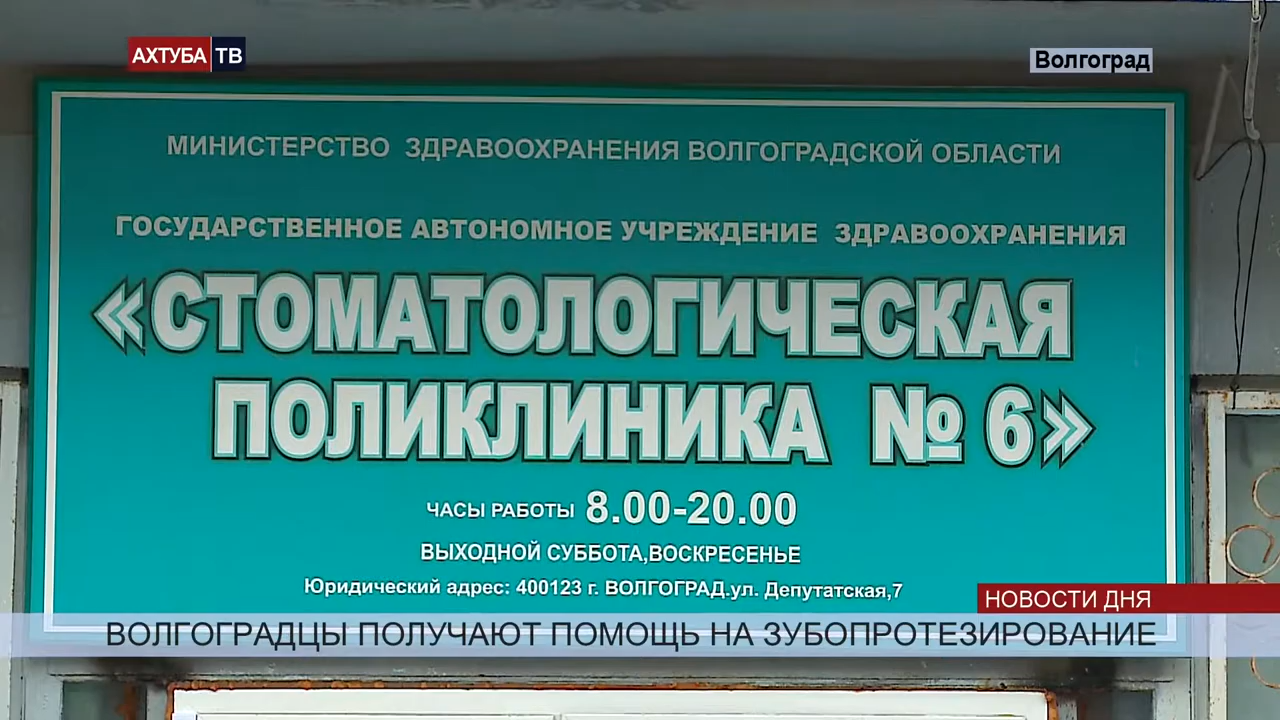 АХТУБА ТВ
Волгоград
МИНИСТЕРСТВО ЗДРАВООХРАНЕНИЯ ВОЛГОГРАДСКОЙ ОБЛАСТИ
ГОСУДАРСТВЕННОЕ АВТОНОМНОЕ УЧРЕЖДЕНИЕ ЗДРАВООХРАНЕНИЯ
«СТОМАТОЛОГИЧЕСКАЯ
ПОЛИКЛИНИКА № 6»
ЧАСЫ РАБОТЫ 8.00-20.00
ВЫХОДНОЙ СУББОТА,ВОСКРЕСЕНЬЕ
Юридический адрес: 400123 г. ВОЛГОГРАД.ул. Депутатская,7
НОВОСТИ ДНЯ
ВОЛГОГРАДЦЫ ПОЛУЧАЮТ ПОМОЩЬ НА ЗУБОПРОТЕЗИРОВАНИЕ